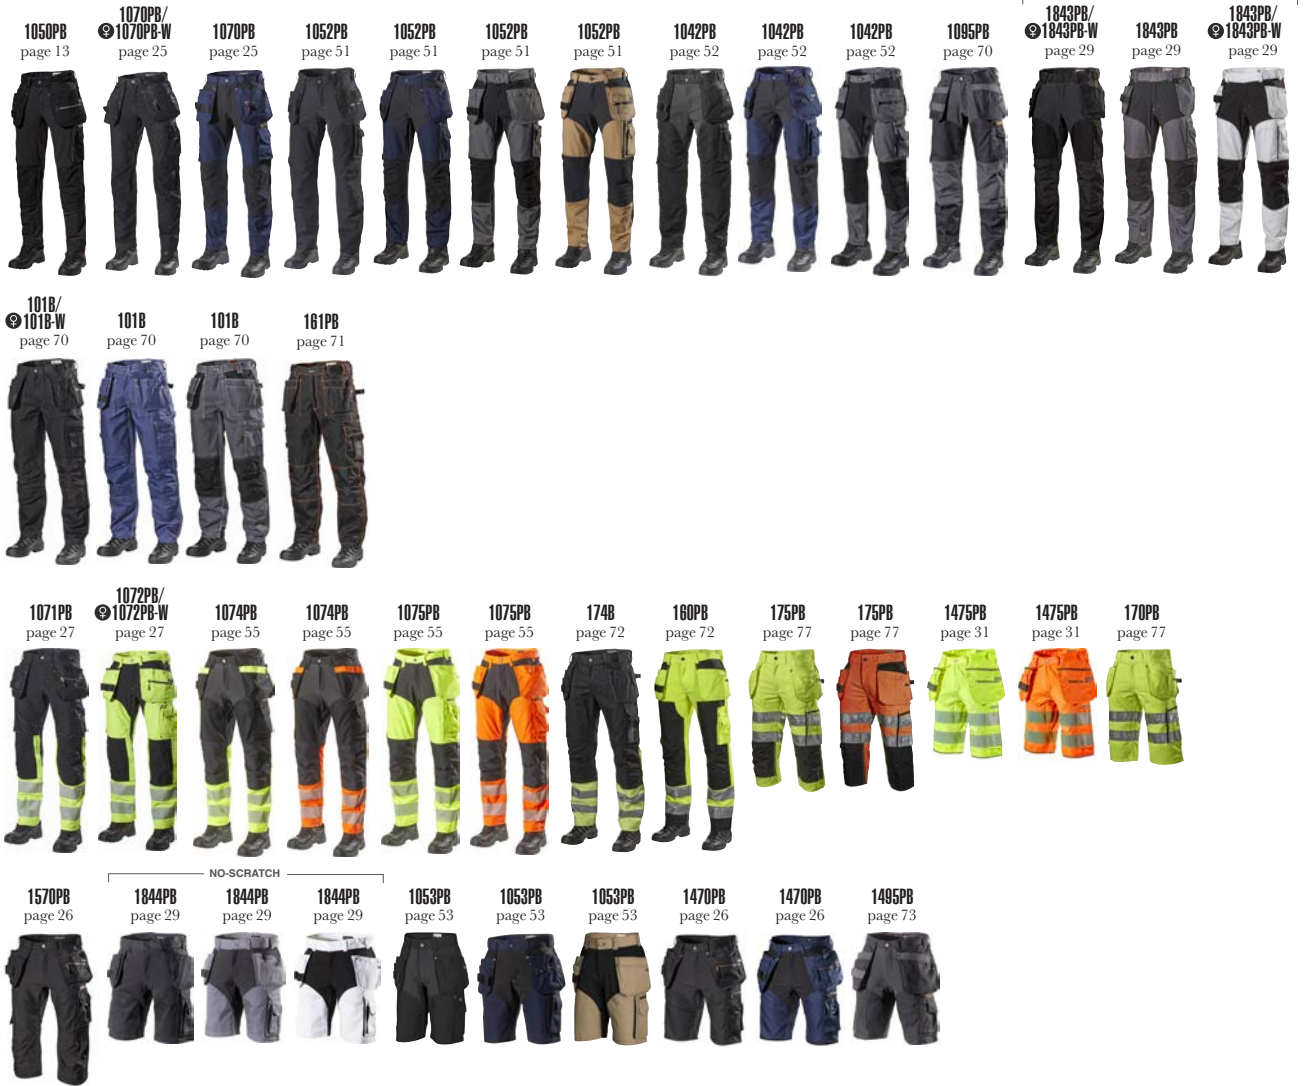 1050PB
page 13
1070PB/
1070PB-W
page 25
1070PB
page 25
1052PB
page 51
1052PB
page 51
1052PB
page 51
1052PB
page 51
1042PB
page 52
1042PB
page 52
1042PB
page 52
1095PB
page 70
1843PB/
1843PB-W
page 29
1843PB
page 29
1843PB/
1843PB-W
page 29
101B/
101B-W
page 70
101B
page 70
101B
page 70
161PB
page 71
1071PB
page 27
1072PB/
1072PB-W
page 27
1074PB
page 55
1074PB
page 55
1075PB
page 55
1075PB
page 55
174B
page 72
160PB
page 72
175PB
page 77
175PB
page 77
1475PB
page 31
1475PB
page 31
170PB
page 77
NO-SCRATCH
1570PB
page 26
1844PB
page 29
1844PB
page 29
1844PB
page 29
1053PB
page 53
1053PB
page 53
1053PB
page 53
1470PB
page 26
1470PB
page 26
1495PB
page 73